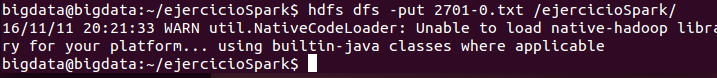 bigdata@bigdata:~/ejercicioSpark$ hdfs dfs -put 2701-0.txt /ejercicioSpark/
16/11/11 20:21:33 WARN util.NativeCodeLoader: Unable to load native-hadoop libra
ry for your platform... using builtin-java classes where applicable
bigdata@bigdata:~/ejercicioSpark$